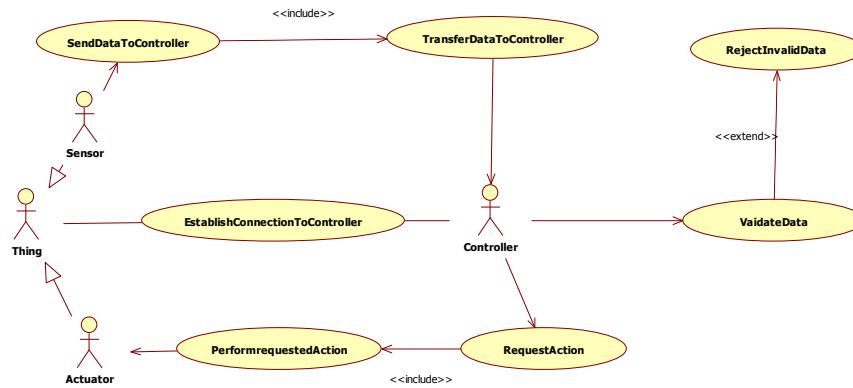 <<include>>
SendDataToController
TransferDataToController
RejectInvalidData
<<extend>>
Sensor
EstablishConnectionToController
VaidateData
Thing
Controller
PerformrequestedAction
RequestAction
Actuator
<<include>>